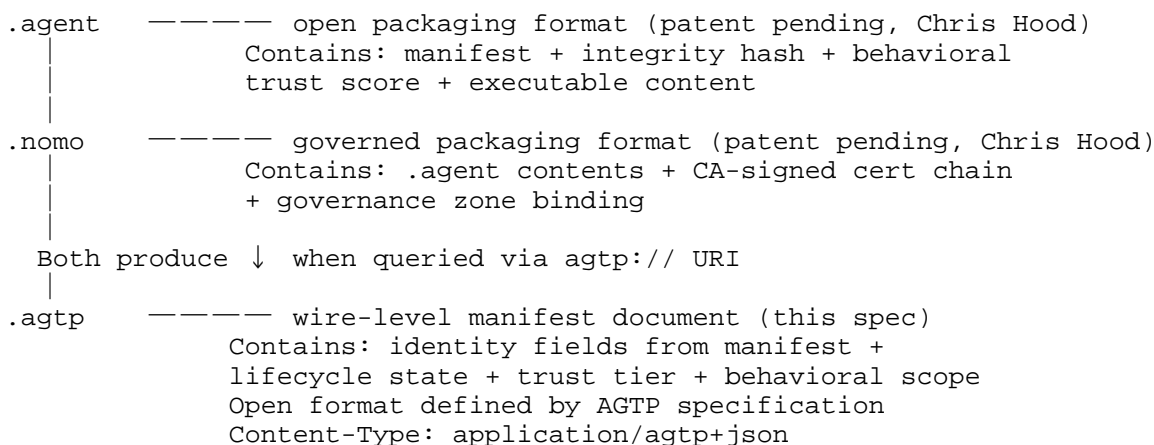 .agent ———— open packaging format (patent pending, Chris Hood)
Contains: manifest + integrity hash + behavioral
trust score + executable content
.nomo ———— governed packaging format (patent pending, Chris Hood)
Contains: .agent contents + CA-signed cert chain
+ governance zone binding
Both produce ↓ when queried via agtp:// URI
.agtp ———— wire-level manifest document (this spec)
Contains: identity fields from manifest +
lifecycle state + trust tier + behavioral scope
Open format defined by AGTP specification
Content-Type: application/agtp+json